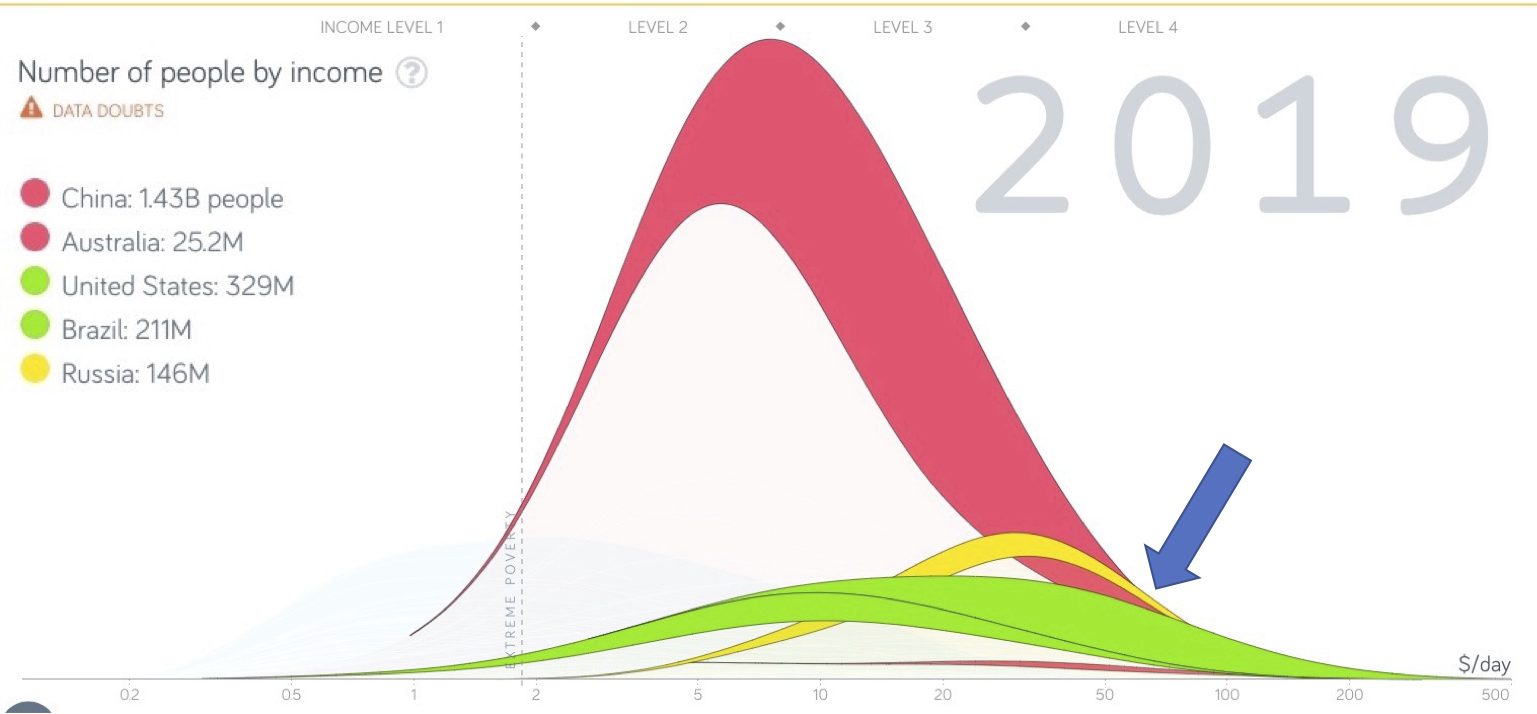 INCOME LEVEL 1 ◆ LEVEL 2 ◆ LEVEL 3 ◆ LEVEL 4
Number of people by income ?
DATA DOUBTS
2019
China: 1.43B people
Australia: 25.2M
United States: 329M
Brazil: 211M
Russia: 146M
EXTREME POVERTY
$/day
0.2 0.5 1 2 5 10 20 50 100 200 500